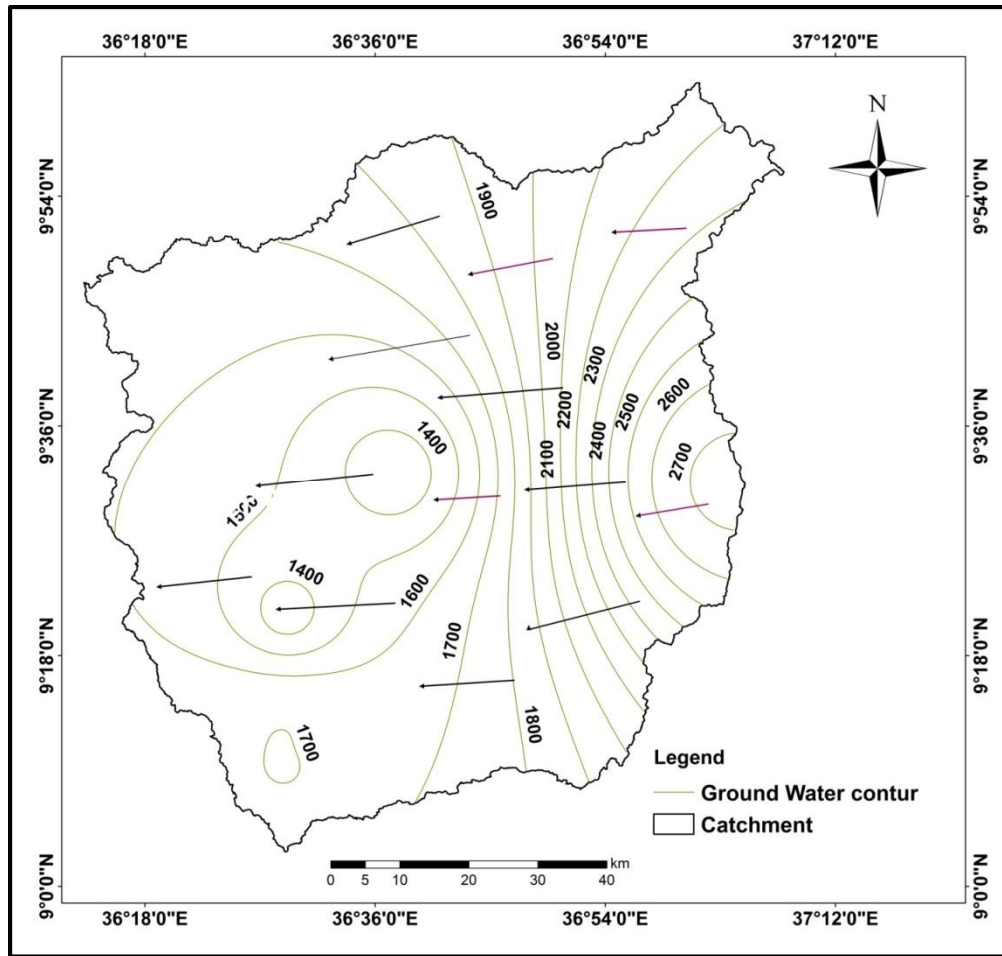 36°18'0"E 36°36'0"E 36°54'0"E 37°12'0"E
N
9°54'0"N 9°54'0"N
1900
2000
2300
2200
2600
2500
9°36'0"N 9°36'0"N
1400
2400
2100
2700
1400
1600
1700
9°18'0"N 9°18'0"N
1800
1700
Legend
Ground Water contur
Catchment
km
0 5 10 20 30 40
9°0'0"N 9°0'0"N
36°18'0"E 36°36'0"E 36°54'0"E 37°12'0"E